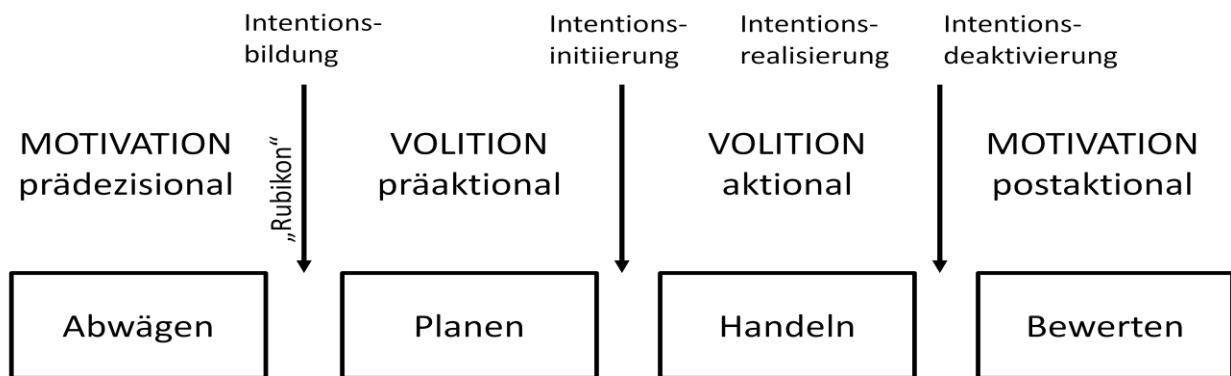 Intentions-
bildung
Intentions-
initiierung
Intentions-
realisierung
Intentions-
deaktivierung
MOTIVATION
prädezisional
„Rubikon“
VOLITION
präaktional
VOLITION
aktional
MOTIVATION
postaktional
Abwägen
Planen
Handeln
Bewerten